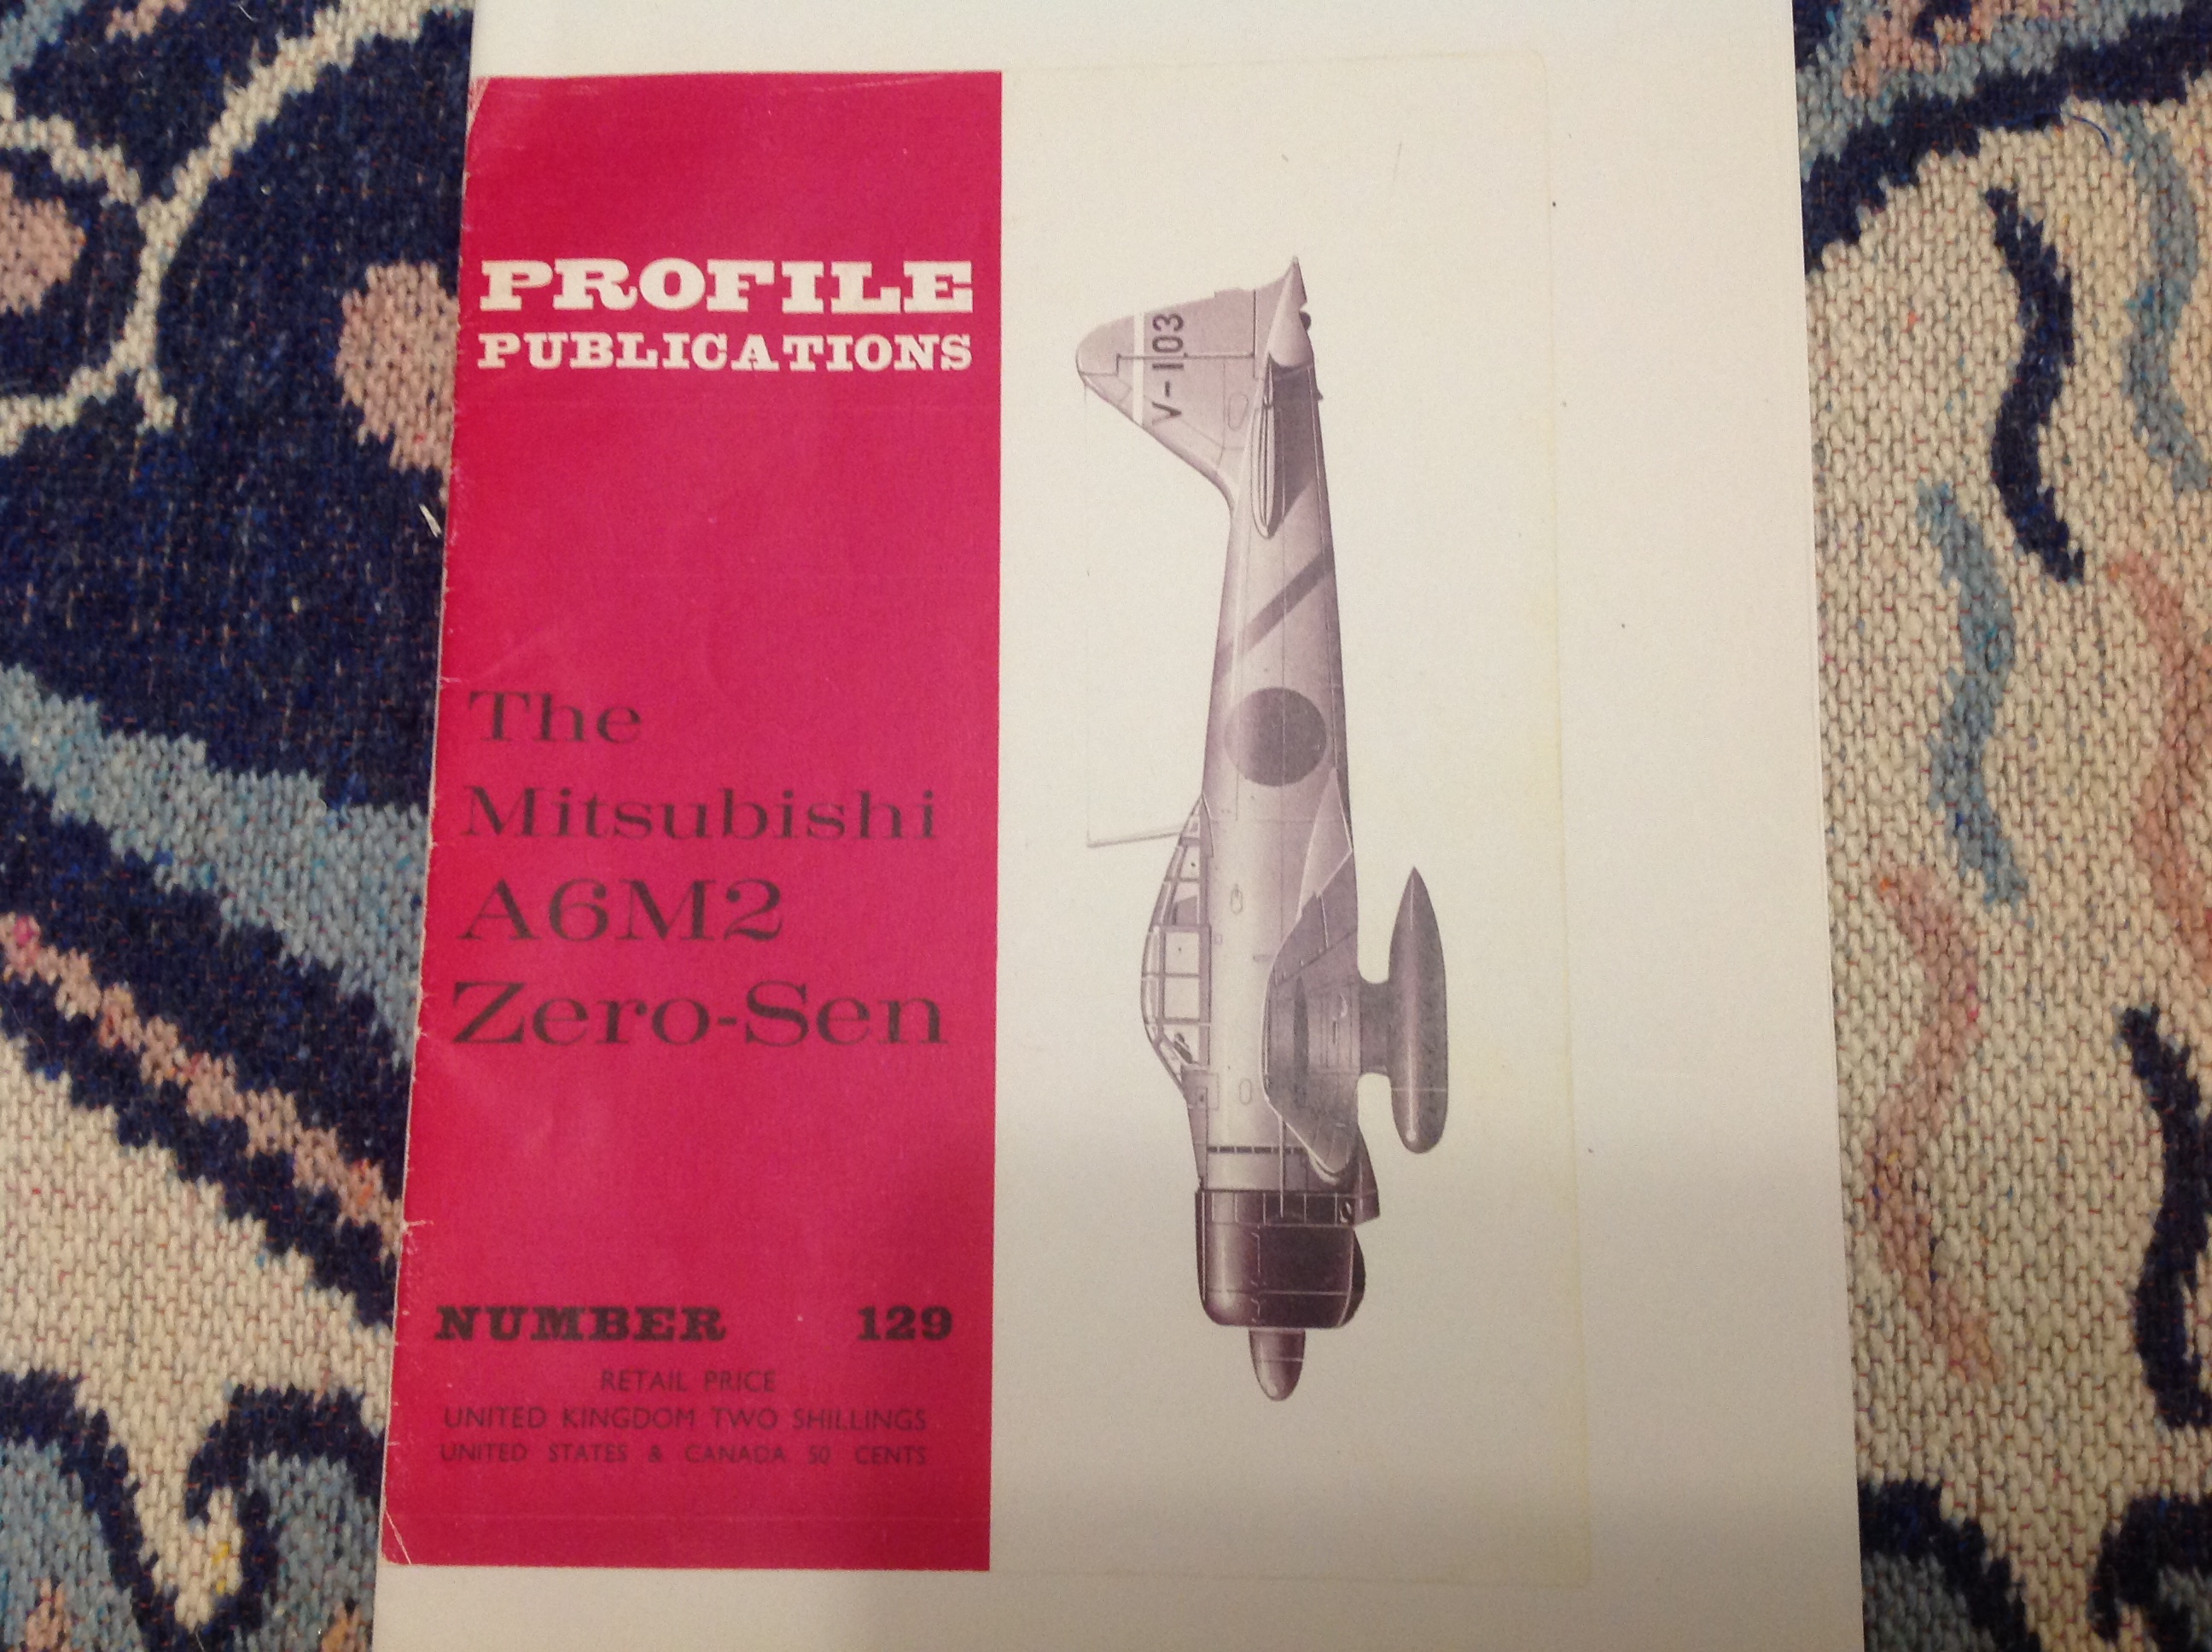 PROFILE
PUBLICATIONS
The
Mitsubishi
A6M2
Zero-Sen
NUMBER 129
RETAIL PRICE
UNITED KINGDOM TWO SHILLINGS
UNITED STATES & CANADA 50 CENTS
V-103